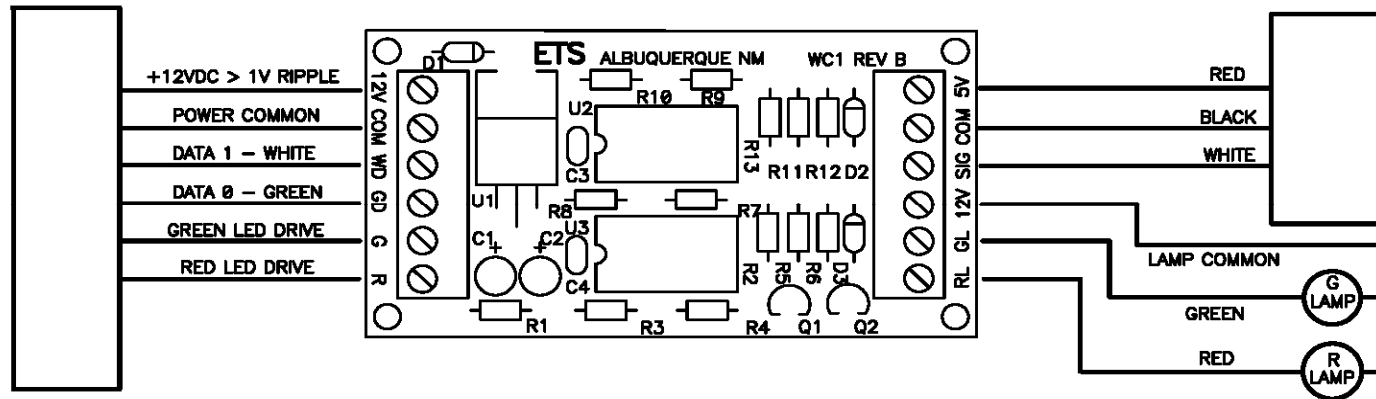 ETS ALBUQUERQUE NM WC1 REV B
+12VDC > 1V RIPPLE
POWER COMMON
DATA 1 – WHITE
DATA 0 – GREEN
GREEN LED DRIVE
RED LED DRIVE
12V
COM
WD
GD
G
R
D1
R10
R9
U2
C3
R13
R11
R12
D2
U1
R8
R7
U3
C1
+
C2
+
C4
R2
R5
R6
D3
R1
R3
R4
Q1
Q2
5V
COM
SIG
12V
GL
RL
RED
BLACK
WHITE
LAMP COMMON
GREEN
RED
G
LAMP
R
LAMP